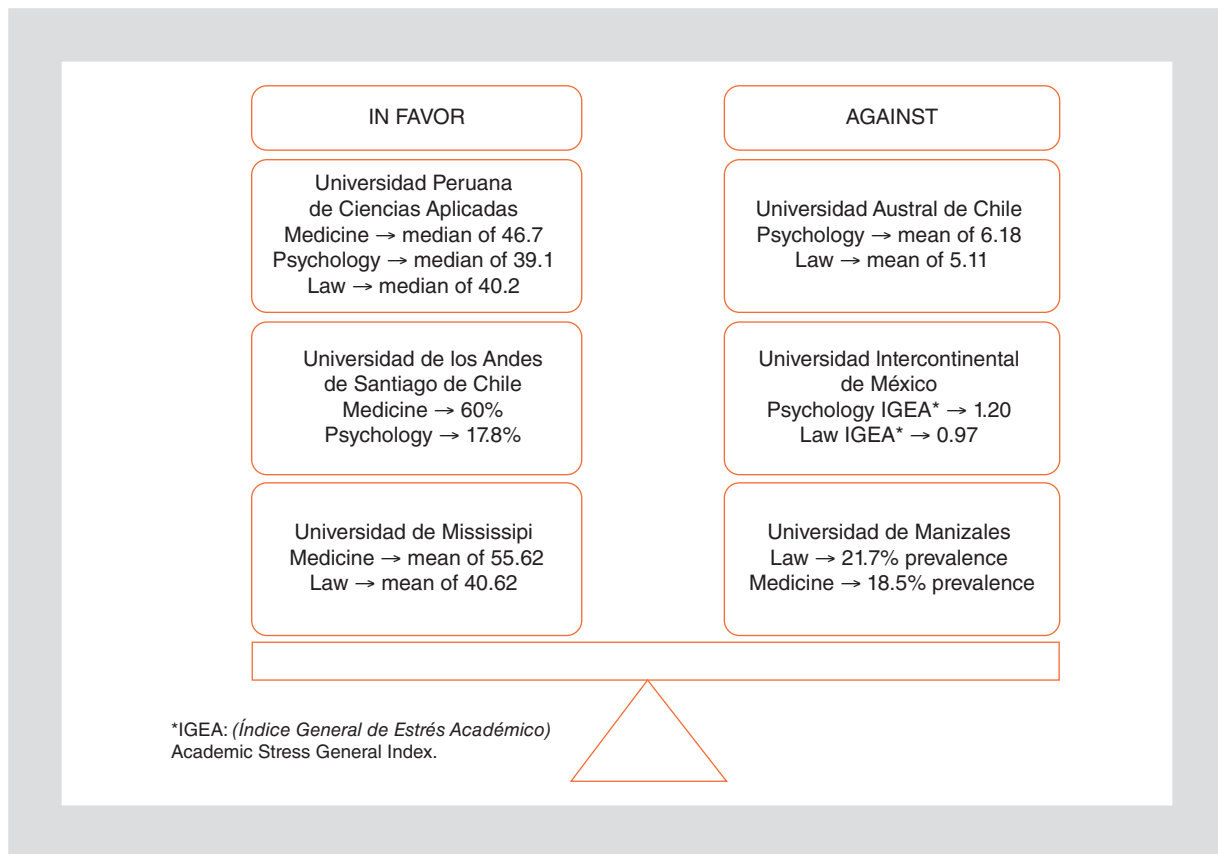 IN FAVOR
Universidad Peruana
de Ciencias Aplicadas
Medicine → median of 46.7
Psychology → median of 39.1
Law → median of 40.2
Universidad de los Andes
de Santiago de Chile
Medicine → 60%
Psychology → 17.8%
Universidad de Mississipi
Medicine → mean of 55.62
Law → mean of 40.62
AGAINST
Universidad Austral de Chile
Psychology → mean of 6.18
Law → mean of 5.11
Universidad Intercontinental
de México
Psychology IGEA* → 1.20
Law IGEA* → 0.97
Universidad de Manizales
Law → 21.7% prevalence
Medicine → 18.5% prevalence
*IGEA: (Índice General de Estrés Académico)
Academic Stress General Index.